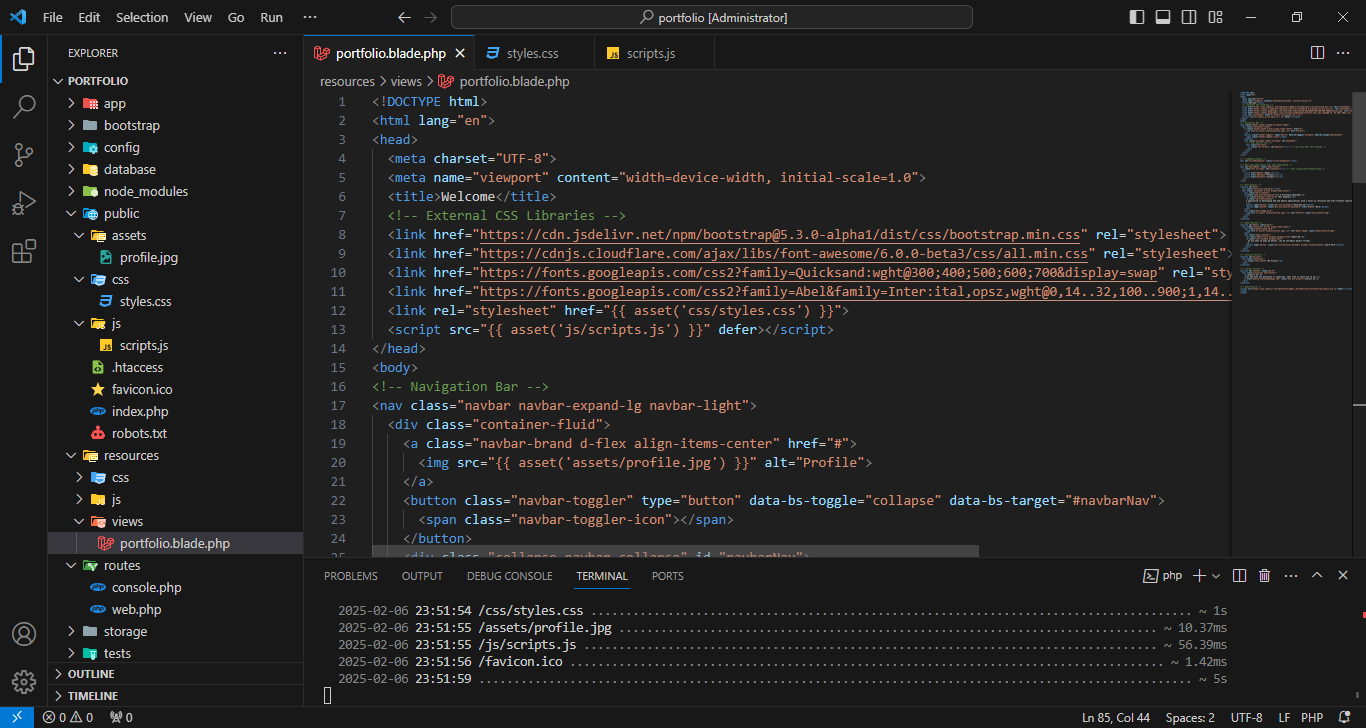 File Edit Selection View Go Run ··· portfolio [Administrator]
EXPLORER ···
PORTFOLIO
app
bootstrap
config
database
node_modules
public
assets
profile.jpg
css
styles.css
js
scripts.js
.htaccess
favicon.ico
index.php
robots.txt
resources
css
js
views
portfolio.blade.php
routes
console.php
web.php
storage
tests
OUTLINE
TIMELINE
portfolio.blade.php styles.css JS scripts.js
resources > views > portfolio.blade.php
1 <!DOCTYPE html>
2 <html lang="en">
3 <head>
4 <meta charset="UTF-8">
5 <meta name="viewport" content="width=device-width, initial-scale=1.0">
6 <title>Welcome</title>
7 <!-- External CSS Libraries -->
8 <link href="https://cdn.jsdelivr.net/npm/bootstrap@5.3.0-alpha1/dist/css/bootstrap.min.css" rel="stylesheet">
9 <link href="https://cdnjs.cloudflare.com/ajax/libs/font-awesome/6.0.0-beta3/css/all.min.css" rel="stylesheet">
10 <link href="https://fonts.googleapis.com/css2?family=Quicksand:wght@300;400;500;600;700&display=swap" rel="sty
11 <link href="https://fonts.googleapis.com/css2?family=Abel&family=Inter:ital,opsz,wght@0,14..32,100..900;1,14..
12 <link rel="stylesheet" href="{{ asset('css/styles.css') }}">
13 <script src="{{ asset('js/scripts.js') }}" defer></script>
14 </head>
15 <body>
16 <!-- Navigation Bar -->
17 <nav class="navbar navbar-expand-lg navbar-light">
18 <div class="container-fluid">
19 <a class="navbar-brand d-flex align-items-center" href="#">
20 <img src="{{ asset('assets/profile.jpg') }}" alt="Profile">
21 </a>
22 <button class="navbar-toggler" type="button" data-bs-toggle="collapse" data-bs-target="#navbarNav">
23 <span class="navbar-toggler-icon"></span>
24 </button>
25 <div class="collapse navbar-collapse" id="navbarNav">
PROBLEMS OUTPUT DEBUG CONSOLE TERMINAL PORTS php
2025-02-06 23:51:54 /css/styles.css ........................................................................ ~ 1s
2025-02-06 23:51:55 /assets/profile.jpg ................................................................ ~ 10.37ms
2025-02-06 23:51:55 /js/scripts.js ..................................................................... ~ 56.39ms
2025-02-06 23:51:56 /favicon.ico ....................................................................... ~ 1.42ms
2025-02-06 23:51:59 ..................................................................................... ~ 5s
0 0 0 Ln 85, Col 44 Spaces: 2 UTF-8 LF PHP